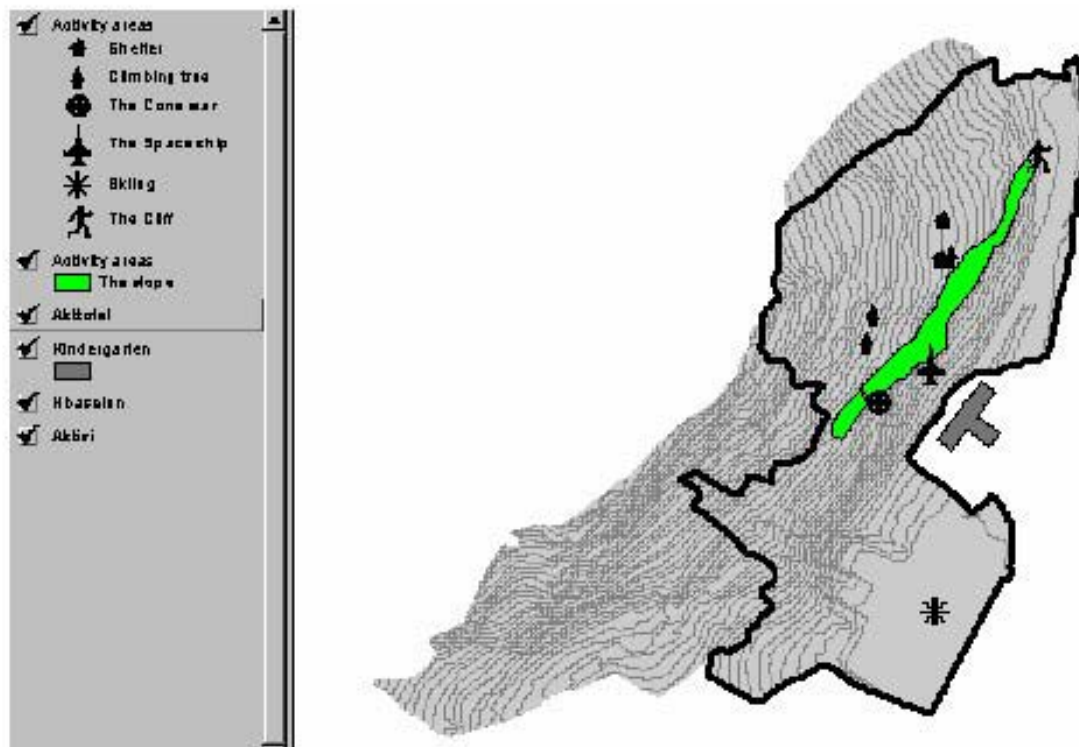 Activity areas
Shelter
Climbing tree
The Cone war
The Spaceship
Skiing
The Cliff
Activity areas
The slope
Kindergarten